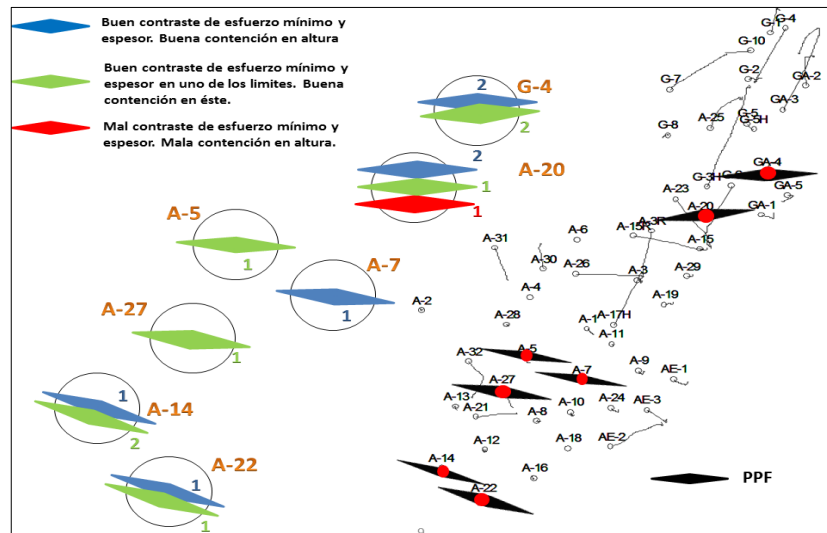 Buen contraste de esfuerzo mínimo y
espesor. Buena contención en altura
Buen contraste de esfuerzo mínimo y
espesor en uno de los limites. Buena
contención en éste.
Mal contraste de esfuerzo mínimo y
espesor. Mala contención en altura.
2
G-4
2
2
A-20
1
1
A-5
1
A-7
1
A-27
1
1
A-14
2
A-22
1
1
G-1
G-4
G-10
G-2
GA-2
G-7
GA-3
G-5
A-25
G-3H
G-8
GA-4
G-3H
A-23
GA-5
A-20
GA-1
A-3R
A-15R
A-6
A-15
A-31
A-30
A-26
A-3
A-29
A-4
A-2
A-19
A-28
A-1
A-17H
A-11
A-5
A-32
A-7
A-9
AE-1
A-27
A-13
A-21
A-8
A-10
A-24
AE-3
A-12
A-18
AE-2
A-14
A-16
A-22
PPF